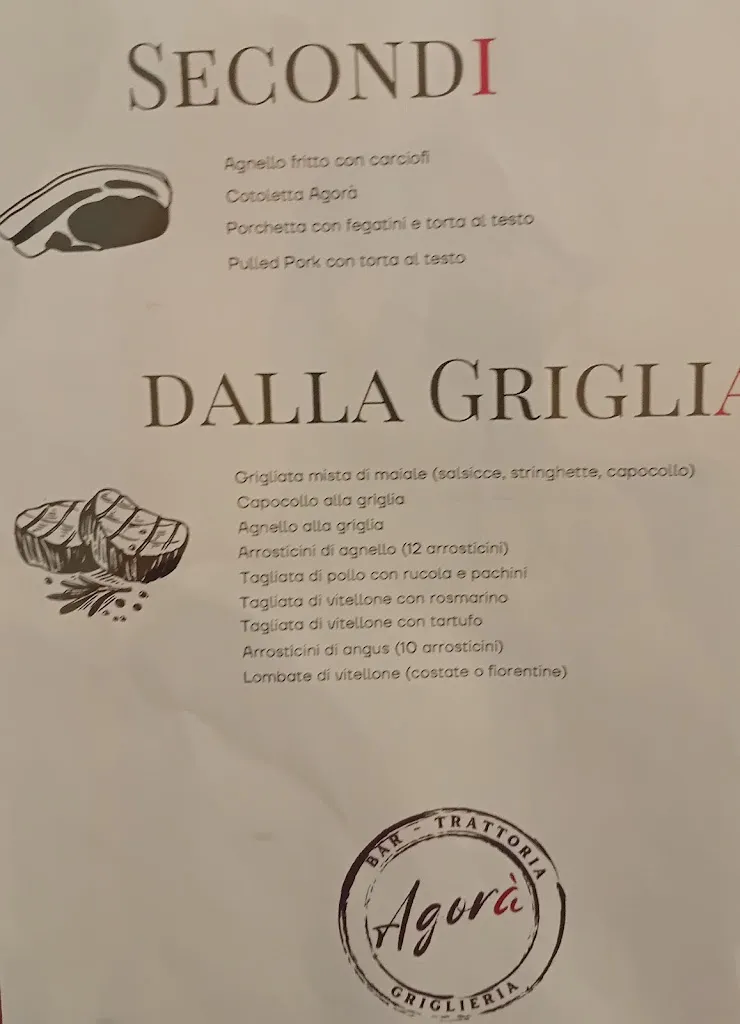 SECONDI
Agnello fritto con carciofi
Cotoletta Agorà
Porchetta con fegatini e torta al testo
Pulled Pork con torta al testo
DALLA GRIGLIA
Grigliata mista di maiale (salsicce, stringhette, capocollo)
Capocollo alla griglia
Agnello alla griglia
Arrosticini di agnello (12 arrosticini)
Tagliata di pollo con rucola e pachini
Tagliata di vitellone con rosmarino
Tagliata di vitellone con tartufo
Arrosticini di angus (10 arrosticini)
Lombate di vitellone (costate o fiorentine)
BAR - TRATTORIA
Agorà
GRIGLIERIA